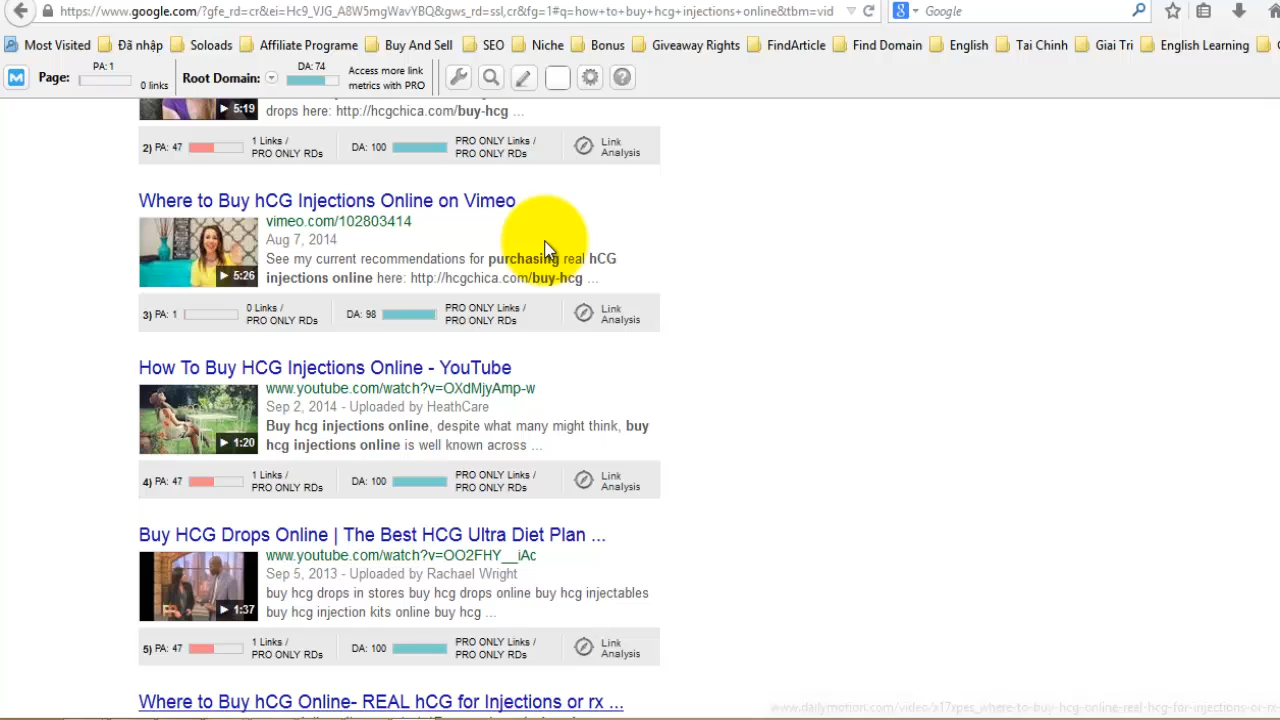 https://www.google.com/?gfe_rd=cr&ei=Hc9_VJG_A8W5mgWavYBQ&gws_rd=ssl,cr&fg=1#q=how+to+buy+hcg+injections+online&tbm=vid
Google
Most Visited Đã nhập Soloads Affiliate Programe Buy And Sell SEO Niche Bonus Giveaway Rights FindArticle Find Domain English Tai Chinh Giai Tri English Learning
Page: PA: 1 0 links Root Domain: DA: 74 Access more link metrics with PRO
5:19
drops here: http://hcgchica.com/buy-hcg ...
2) PA: 47 1 Links / PRO ONLY RDs DA: 100 PRO ONLY Links / PRO ONLY RDs Link Analysis
Where to Buy hCG Injections Online on Vimeo
vimeo.com/102803414
Aug 7, 2014
See my current recommendations for purchasing real hCG
injections online here: http://hcgchica.com/buy-hcg ...
5:26
3) PA: 1 0 Links / PRO ONLY RDs DA: 98 PRO ONLY Links / PRO ONLY RDs Link Analysis
How To Buy HCG Injections Online - YouTube
www.youtube.com/watch?v=OXdMjyAmp-w
Sep 2, 2014 - Uploaded by HeathCare
Buy hcg injections online, despite what many might think, buy
hcg injections online is well known across ...
1:20
4) PA: 47 1 Links / PRO ONLY RDs DA: 100 PRO ONLY Links / PRO ONLY RDs Link Analysis
Buy HCG Drops Online | The Best HCG Ultra Diet Plan ...
www.youtube.com/watch?v=OO2FHY__iAc
Sep 5, 2013 - Uploaded by Rachael Wright
buy hcg drops in stores buy hcg drops online buy hcg injectables
buy hcg injection kits online buy hcg ...
1:37
5) PA: 47 1 Links / PRO ONLY RDs DA: 100 PRO ONLY Links / PRO ONLY RDs Link Analysis
Where to Buy hCG Online- REAL hCG for Injections or rx ...